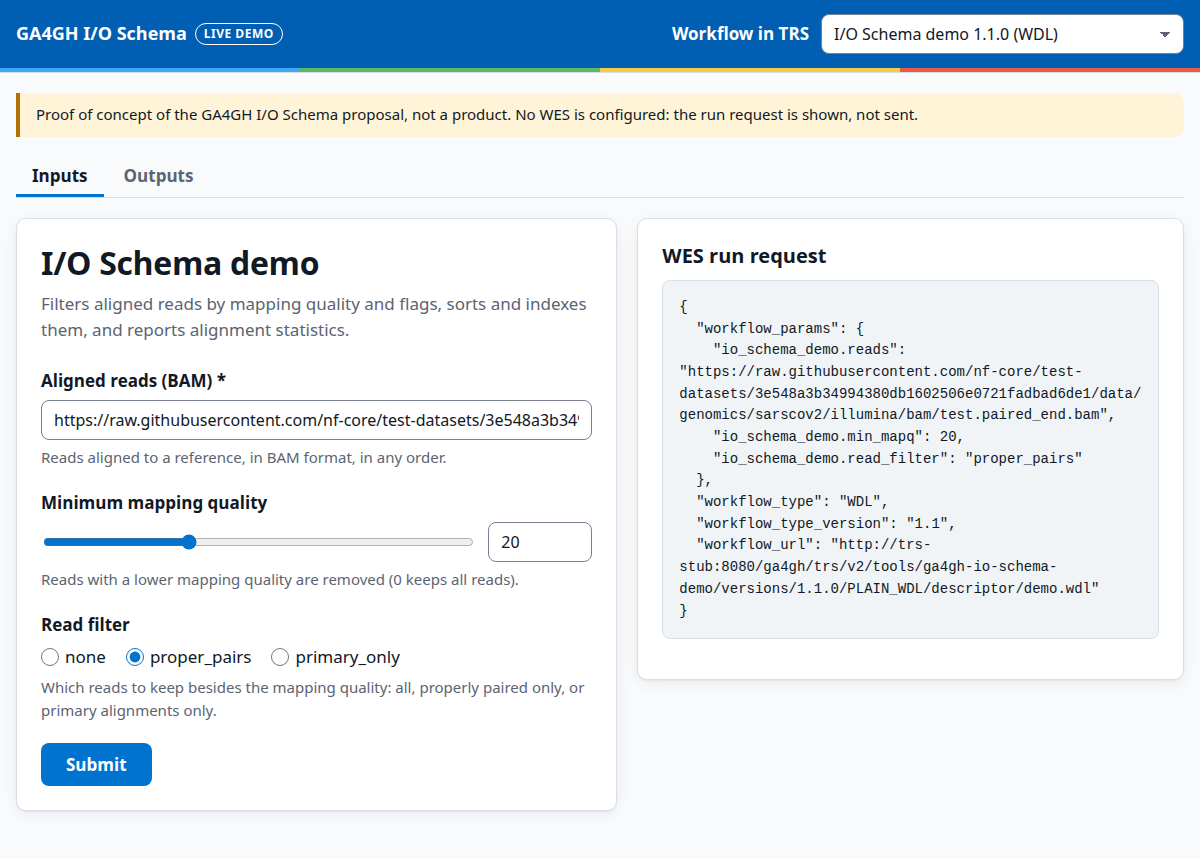 GA4GH I/O Schema LIVE DEMO
Workflow in TRS I/O Schema demo 1.1.0 (WDL)
Proof of concept of the GA4GH I/O Schema proposal, not a product. No WES is configured: the run request is shown, not sent.
Inputs Outputs
I/O Schema demo
Filters aligned reads by mapping quality and flags, sorts and indexes
them, and reports alignment statistics.
Aligned reads (BAM) *
https://raw.githubusercontent.com/nf-core/test-datasets/3e548a3b349
Reads aligned to a reference, in BAM format, in any order.
Minimum mapping quality
20
Reads with a lower mapping quality are removed (0 keeps all reads).
Read filter
none proper_pairs primary_only
Which reads to keep besides the mapping quality: all, properly paired only, or
primary alignments only.
Submit
WES run request
{
"workflow_params": {
"io_schema_demo.reads":
"https://raw.githubusercontent.com/nf-core/test-
datasets/3e548a3b34994380db1602506e0721fadbad6de1/data/
genomics/sarscov2/illumina/bam/test.paired_end.bam",
"io_schema_demo.min_mapq": 20,
"io_schema_demo.read_filter": "proper_pairs"
},
"workflow_type": "WDL",
"workflow_type_version": "1.1",
"workflow_url": "http://trs-
stub:8080/ga4gh/trs/v2/tools/ga4gh-io-schema-
demo/versions/1.1.0/PLAIN_WDL/descriptor/demo.wdl"
}